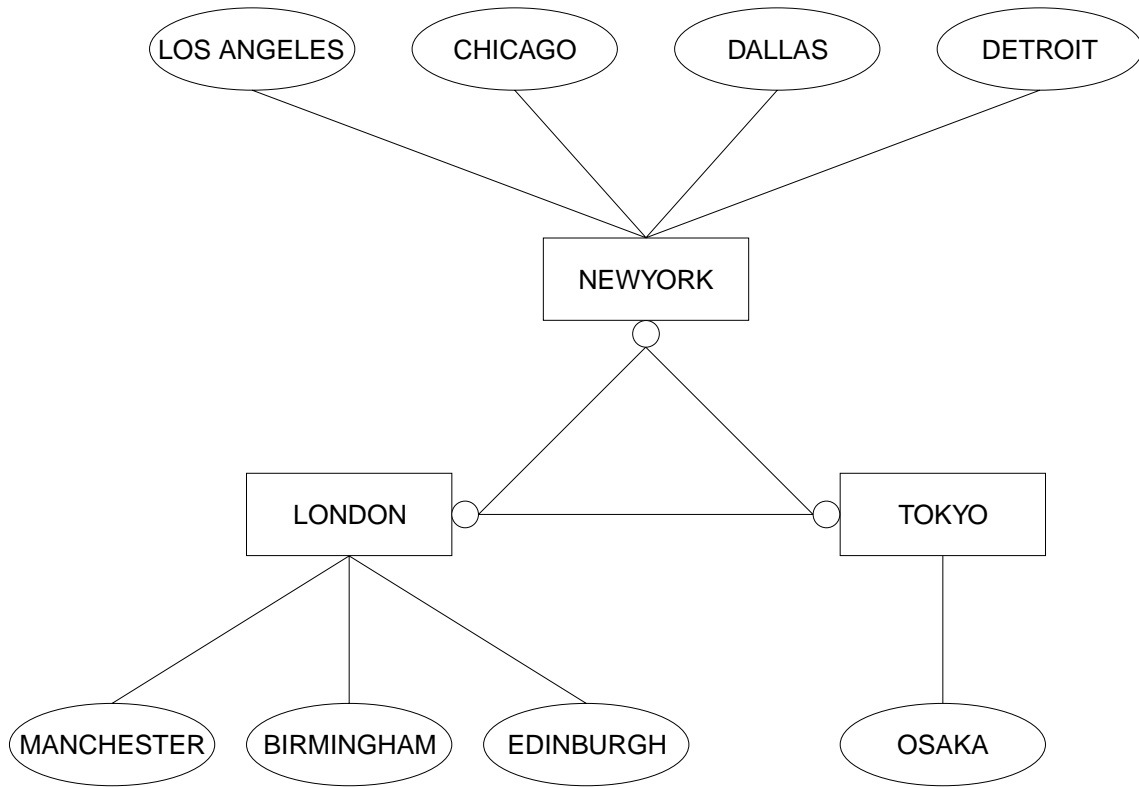 LOS ANGELES
CHICAGO
DALLAS
DETROIT
NEWYORK
LONDON
TOKYO
MANCHESTER
BIRMINGHAM
EDINBURGH
OSAKA